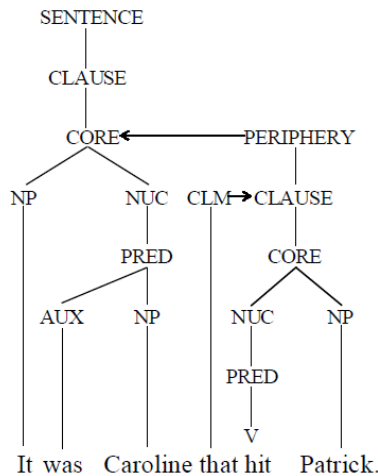 SENTENCE
CLAUSE
CORE PERIPHERY
NP NUC CLM CLAUSE
PRED CORE
AUX NP NUC NP
PRED
V
It was Caroline that hit Patrick.